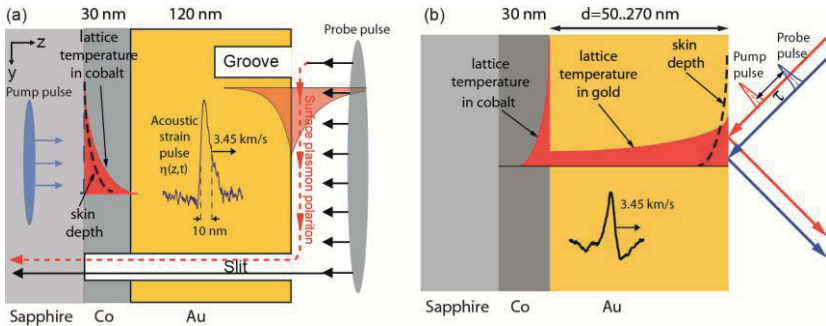 (a)
30 nm
120 nm
z
y
lattice
temperature
in cobalt
Pump pulse
skin
depth
Acoustic
strain
pulse
η(z,t)
3.45 km/s
10 nm
Groove
Probe pulse
Surface plasmon polariton
Slit
Sapphire
Co
Au
(b)
30 nm
d=50..270 nm
lattice
temperature
in cobalt
lattice
temperature
in gold
skin
depth
Pump
pulse
Probe
pulse
τ
3.45 km/s
Sapphire
Co
Au